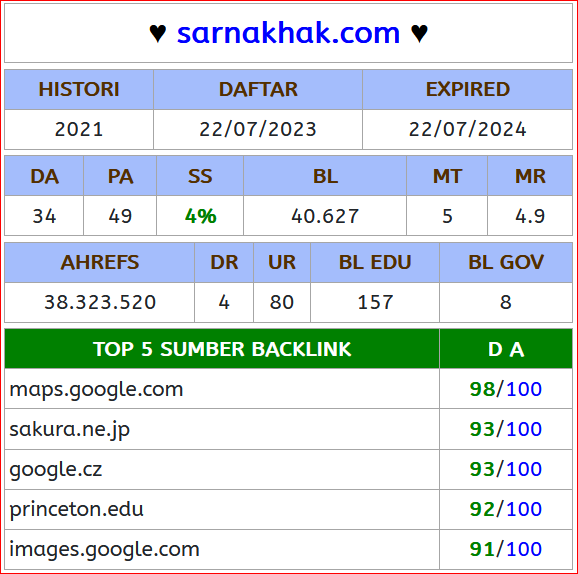 ♥ sarnakhak.com ♥
HISTORI DAFTAR EXPIRED
2021 22/07/2023 22/07/2024
DA PA SS BL MT MR
34 49 4% 40.627 5 4.9
AHREFS DR UR BL EDU BL GOV
38.323.520 4 80 157 8
TOP 5 SUMBER BACKLINK D A
maps.google.com 98/100
sakura.ne.jp 93/100
google.cz 93/100
princeton.edu 92/100
images.google.com 91/100